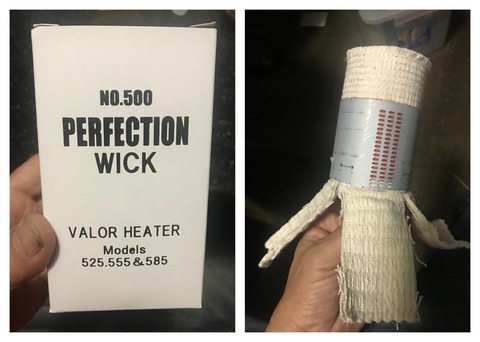 NO.500
PERFECTION
WICK
VALOR HEATER
Models
525.555 & 585